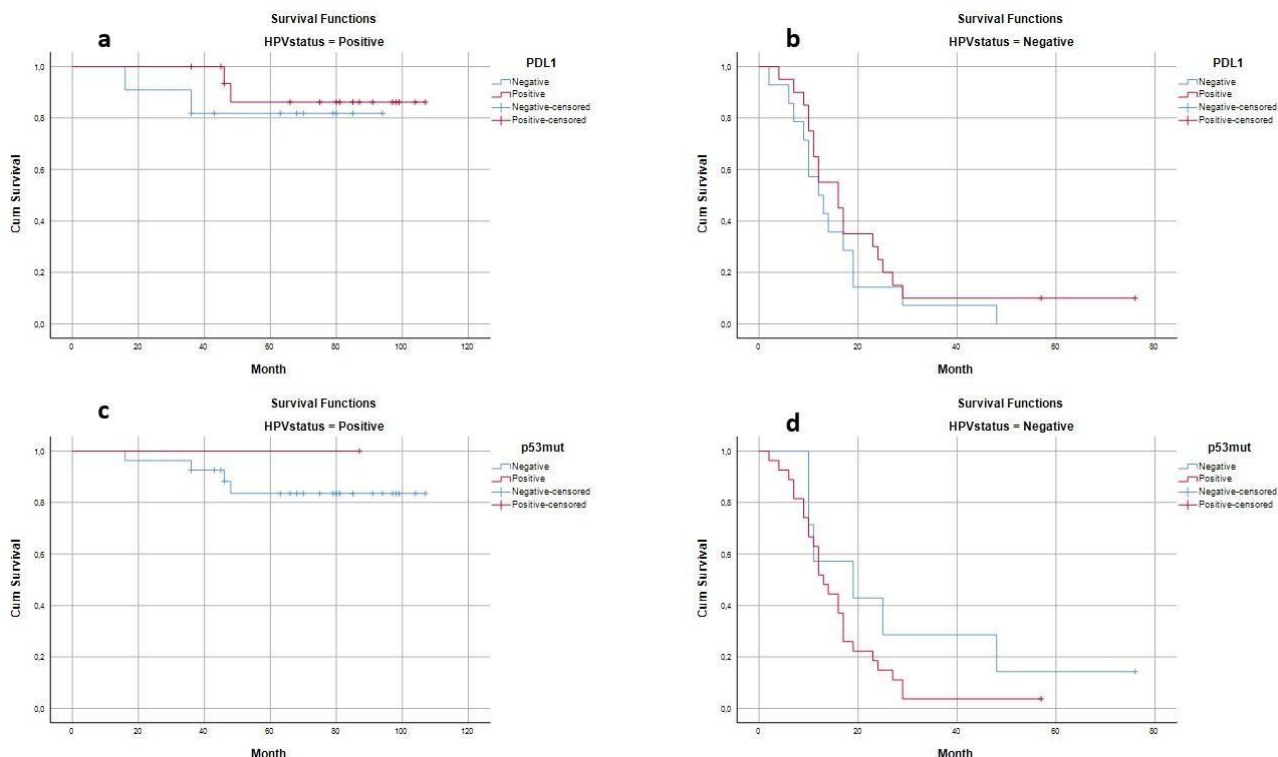 a
Survival Functions
HPVstatus = Positive
PDL1
Negative
Positive
Negative-censored
Positive-censored
Cum Survival
1,0
0,8
0,6
0,4
0,2
0,0
0 20 40 60 80 100 120
Month
b
Survival Functions
HPVstatus = Negative
PDL1
Negative
Positive
Negative-censored
Positive-censored
Cum Survival
1,0
0,8
0,6
0,4
0,2
0,0
0 20 40 60 80
Month
c
Survival Functions
HPVstatus = Positive
p53mut
Negative
Positive
Negative-censored
Positive-censored
Cum Survival
1,0
0,8
0,6
0,4
0,2
0,0
0 20 40 60 80 100 120
Month
d
Survival Functions
HPVstatus = Negative
p53mut
Negative
Positive
Negative-censored
Positive-censored
Cum Survival
1,0
0,8
0,6
0,4
0,2
0,0
0 20 40 60 80
Month